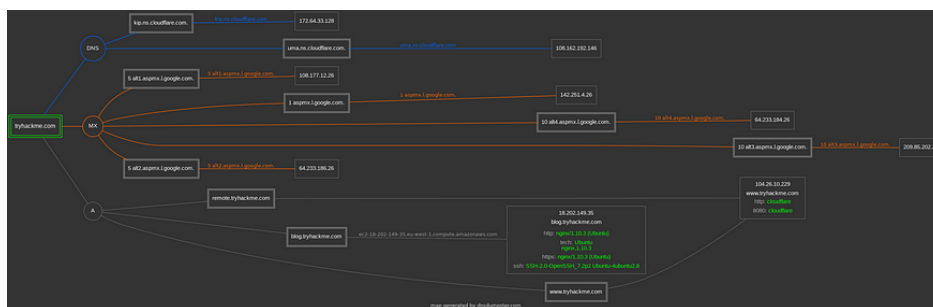 kip.ns.cloudflare.com.
kip.ns.cloudflare.com.
172.64.33.128
DNS
uma.ns.cloudflare.com.
uma.ns.cloudflare.com.
108.162.192.146
5 alt1.aspmx.l.google.com.
5 alt1.aspmx.l.google.com.
108.177.12.26
1 aspmx.l.google.com.
1 aspmx.l.google.com.
142.251.4.26
tryhackme.com
MX
10 alt4.aspmx.l.google.com.
10 alt4.aspmx.l.google.com.
64.233.184.26
10 alt3.aspmx.l.google.com.
10 alt3.aspmx.l.google.com.
209.85.202.
5 alt2.aspmx.l.google.com.
5 alt2.aspmx.l.google.com.
64.233.186.26
A
remote.tryhackme.com
104.26.10.229
www.tryhackme.com
http: cloudflare
8080: cloudflare
blog.tryhackme.com
ec2-18-202-149-35.eu-west-1.compute.amazonaws.com
18.202.149.35
blog.tryhackme.com
http: nginx/1.10.3 (Ubuntu)
tech: Ubuntu
nginx,1.10.3
https: nginx/1.10.3 (Ubuntu)
ssh: SSH-2.0-OpenSSH_7.2p2 Ubuntu-4ubuntu2.8
www.tryhackme.com
map generated by dnsdumpster.com